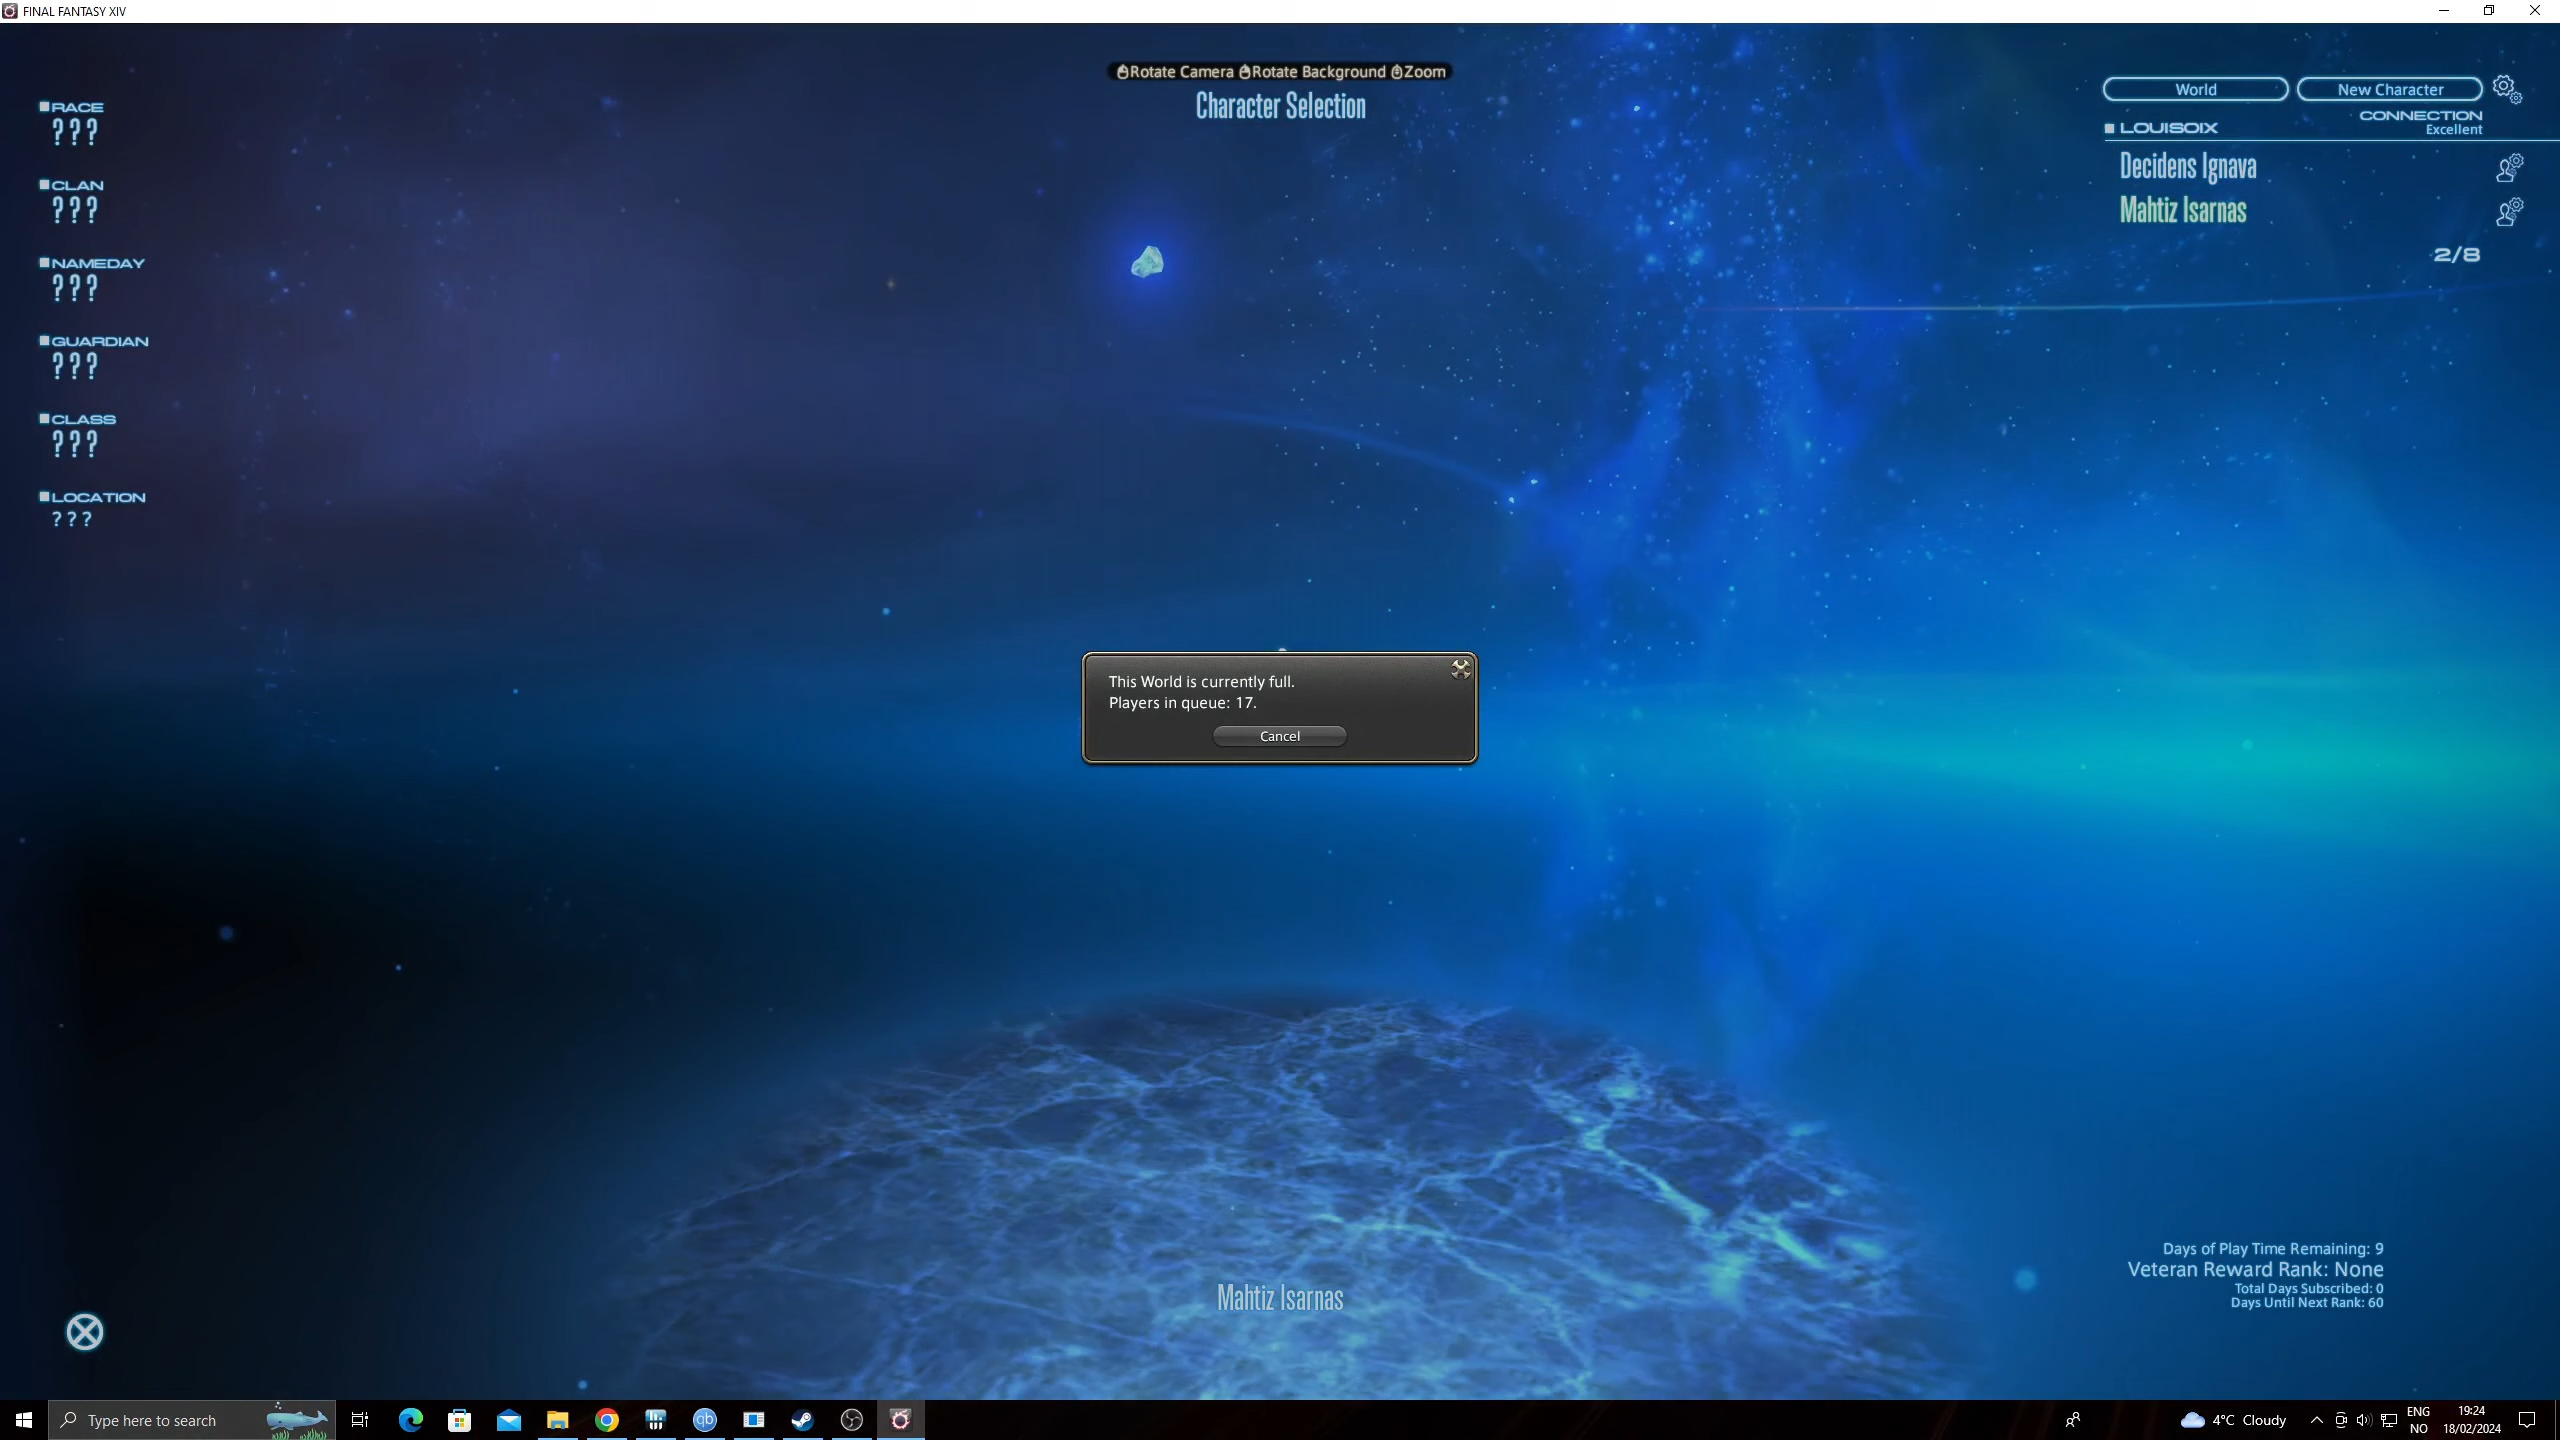 FINAL FANTASY XIV
Rotate Camera Rotate Background Zoom
Character Selection
RACE
???
CLAN
???
NAMEDAY
???
GUARDIAN
???
CLASS
???
LOCATION
???
World
New Character
CONNECTION
Excellent
LOUISOIX
Decidens Ignava
Mahtiz Isarnas
2/8
This World is currently full.
Players in queue: 17.
Cancel
Mahtiz Isarnas
Days of Play Time Remaining: 9
Veteran Reward Rank: None
Total Days Subscribed: 0
Days Until Next Rank: 60
Type here to search
qb
4°C Cloudy
ENG
NO
19:24
18/02/2024